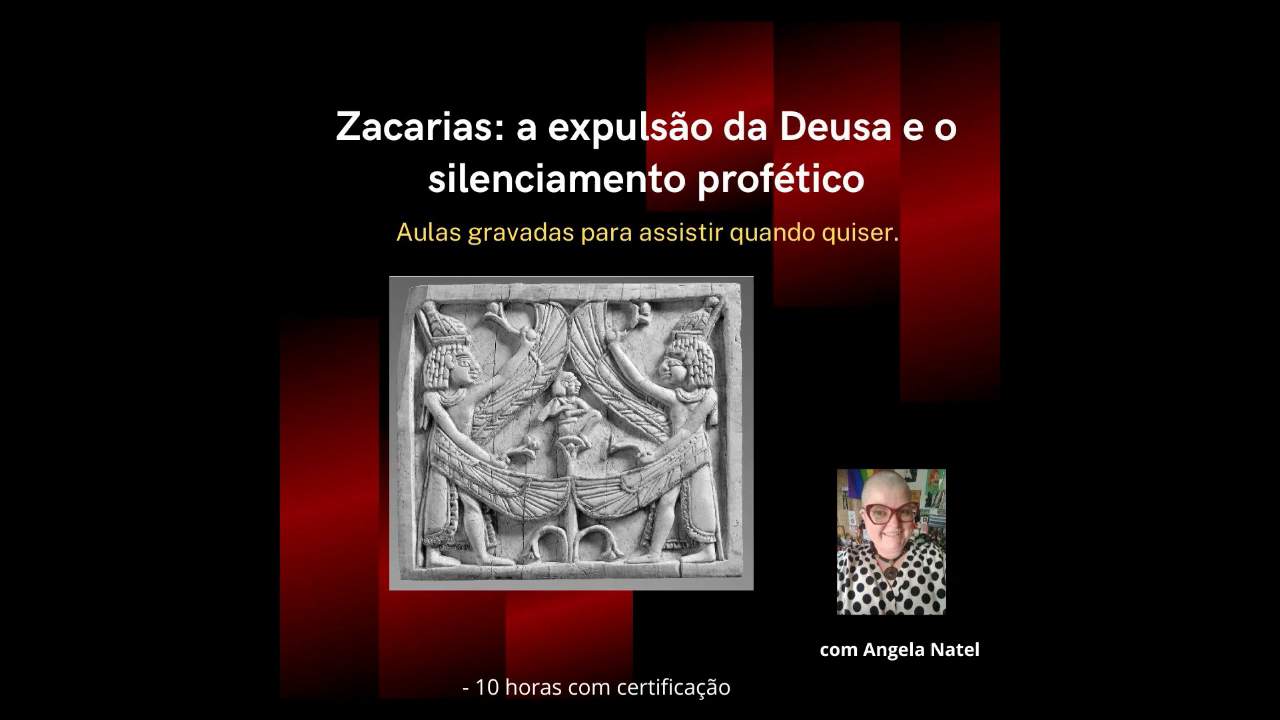 Zacarias: a expulsão da Deusa e o
silenciamento profético
Aulas gravadas para assistir quando quiser.
com Angela Natel
- 10 horas com certificação